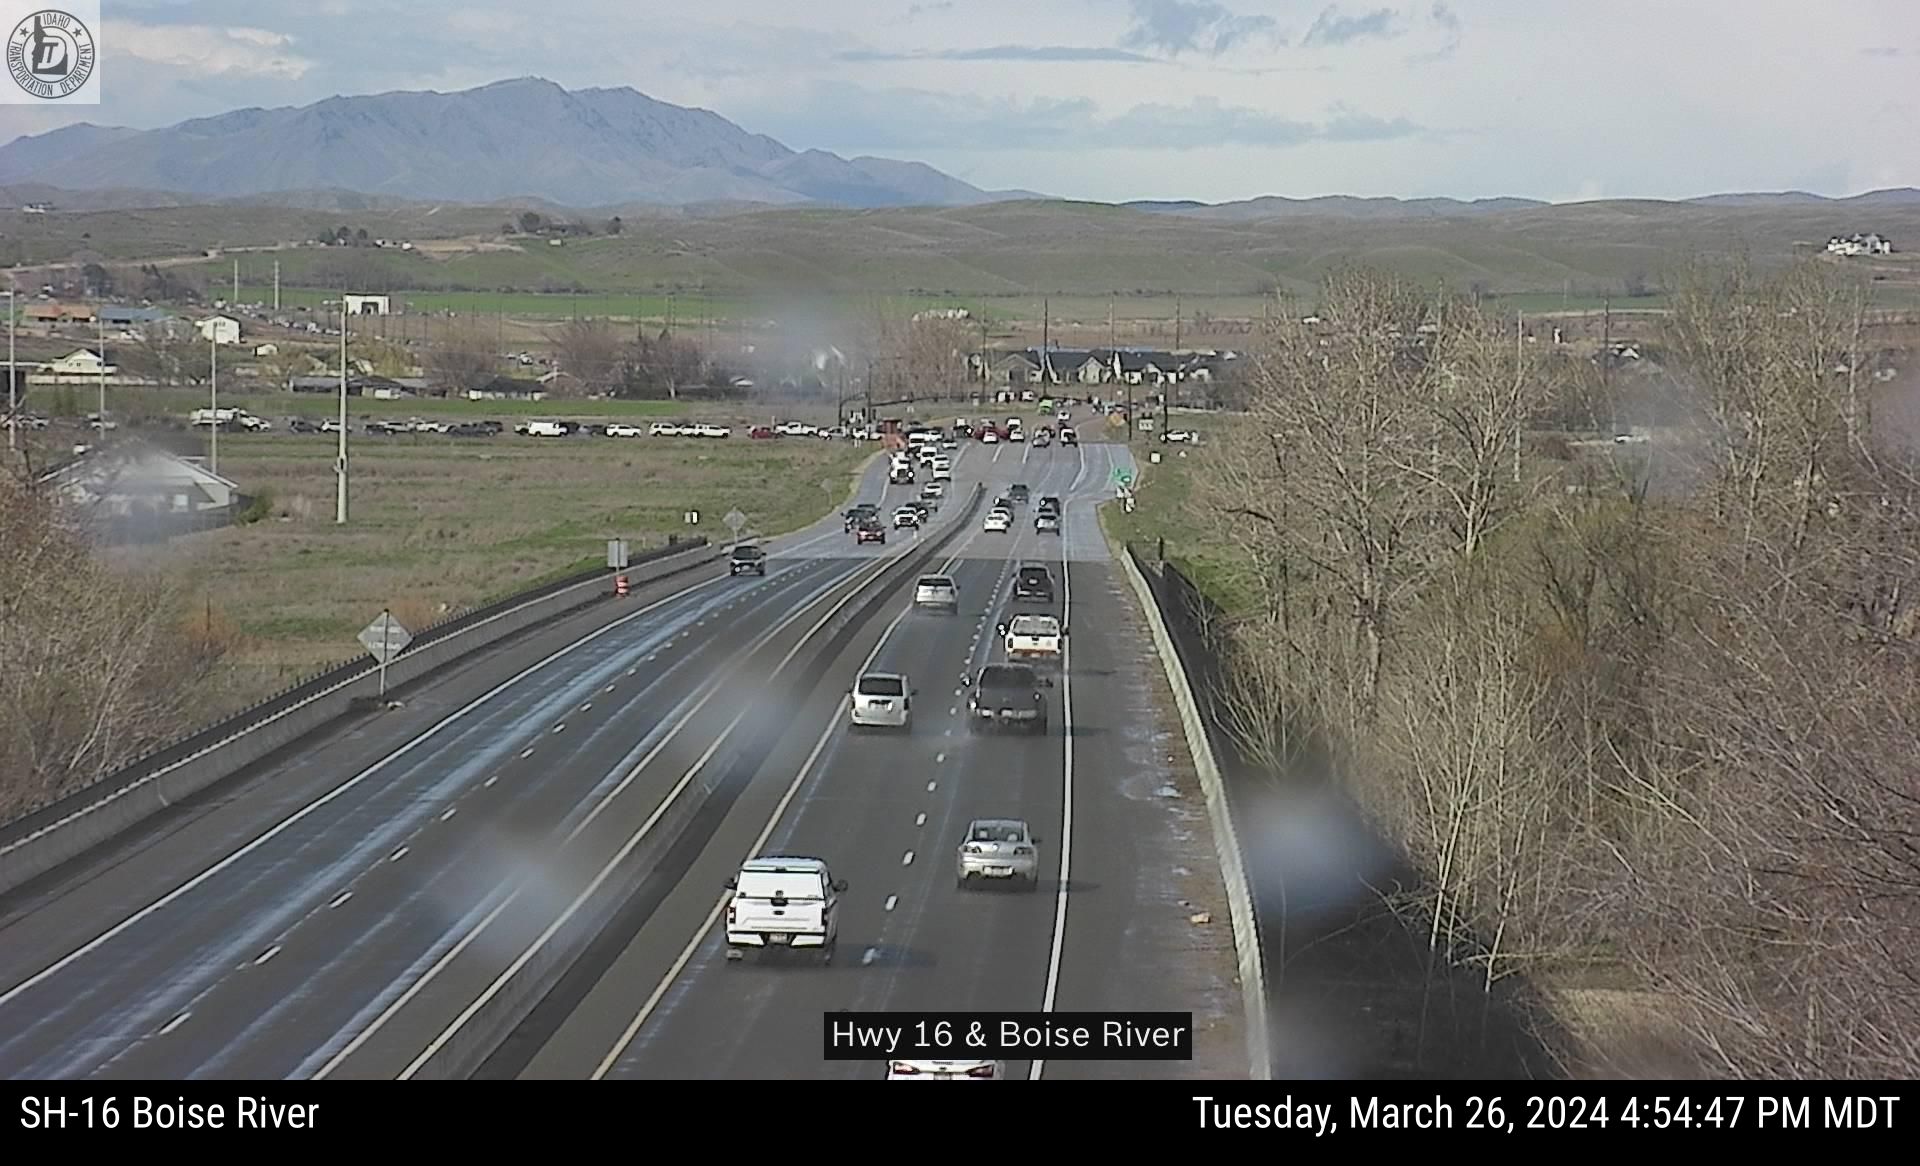 IDAHO
TRANSPORTATION DEPARTMENT
Hwy 16 & Boise River
SH-16 Boise River
Tuesday, March 26, 2024 4:54:47 PM MDT